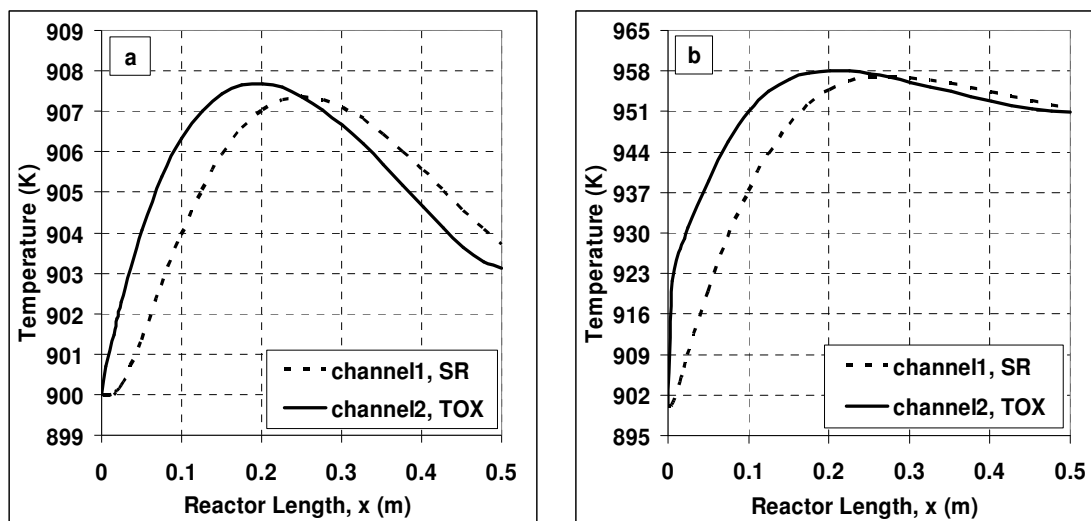 a
Temperature (K)
909
908
907
906
905
904
903
902
901
900
899
0 0.1 0.2 0.3 0.4 0.5
Reactor Length, x (m)
channel1, SR
channel2, TOX
b
Temperature (K)
965
958
951
944
937
930
923
916
909
902
895
0 0.1 0.2 0.3 0.4 0.5
Reactor Length, x (m)
channel1, SR
channel2, TOX